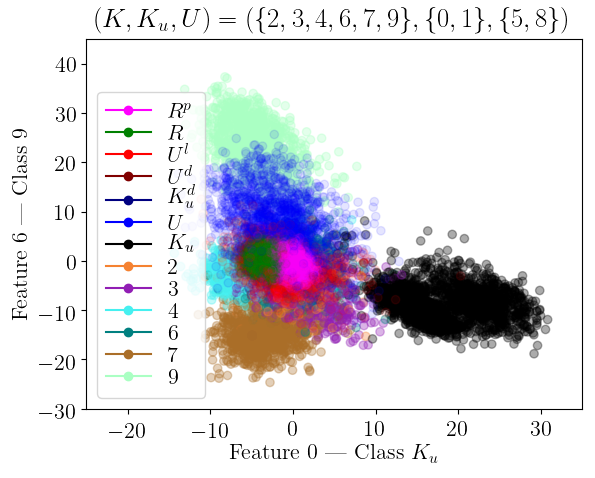 (K, K_u, U) = ({2, 3, 4, 6, 7, 9}, {0, 1}, {5, 8})
40
30
20
10
0
−10
−20
−30
Feature 6 — Class 9
R^p
R
U^l
U^d
K_u^d
U
K_u
2
3
4
6
7
9
−20 −10 0 10 20 30
Feature 0 — Class K_u